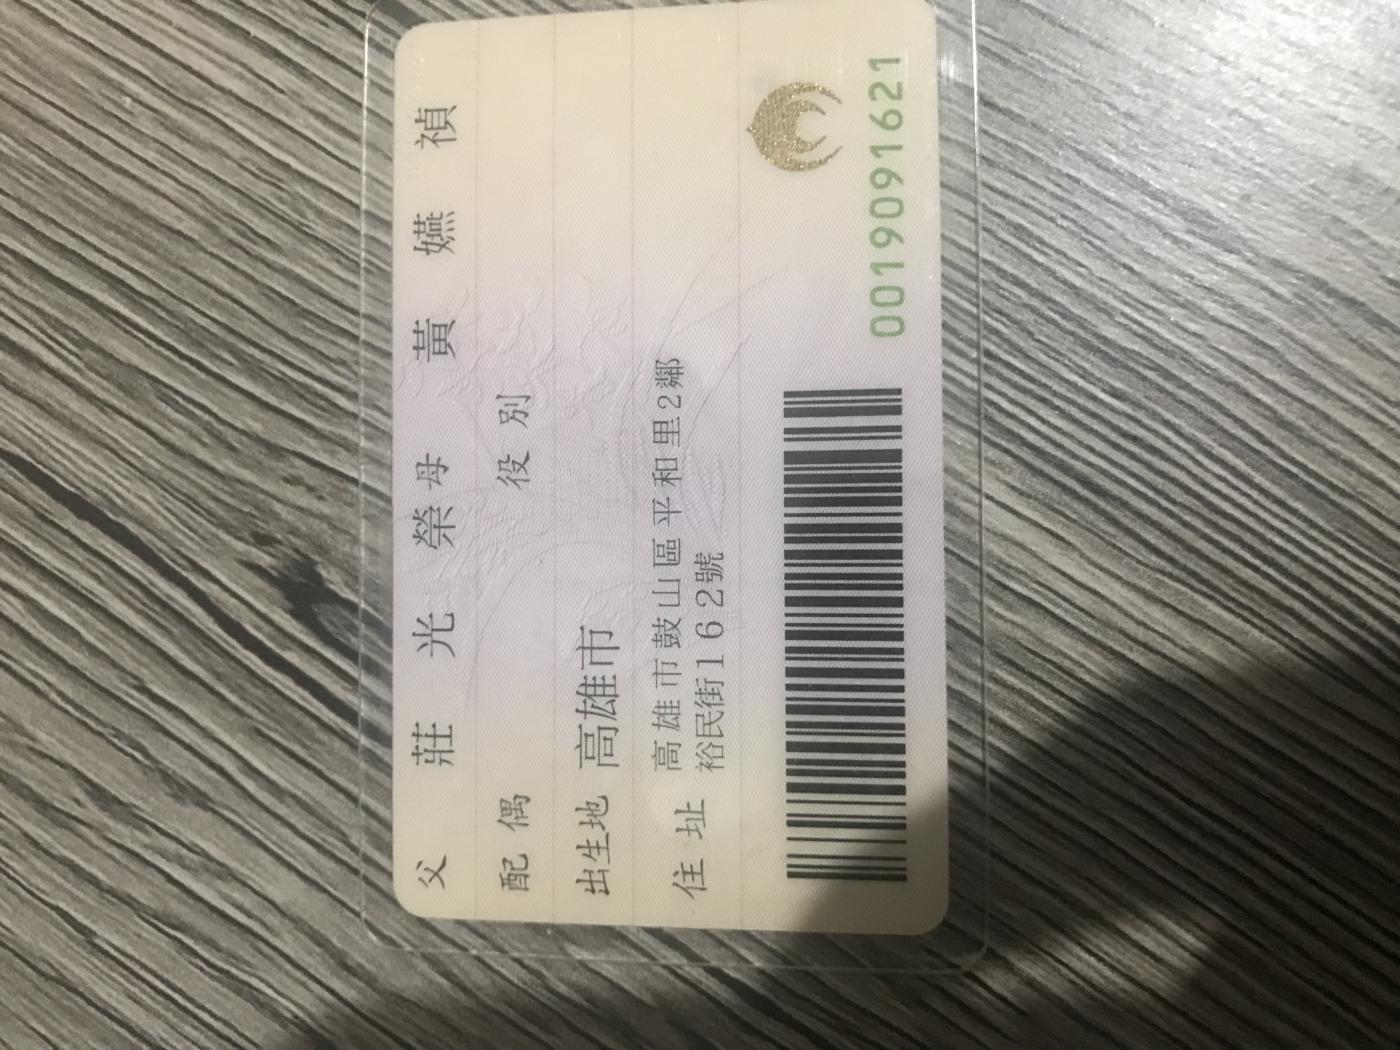 父 莊光榮 母 黃嬿禎
配偶 役別
出生地 高雄市
住址 高雄市鼓山區平和里2鄰
裕民街162號
0019091621